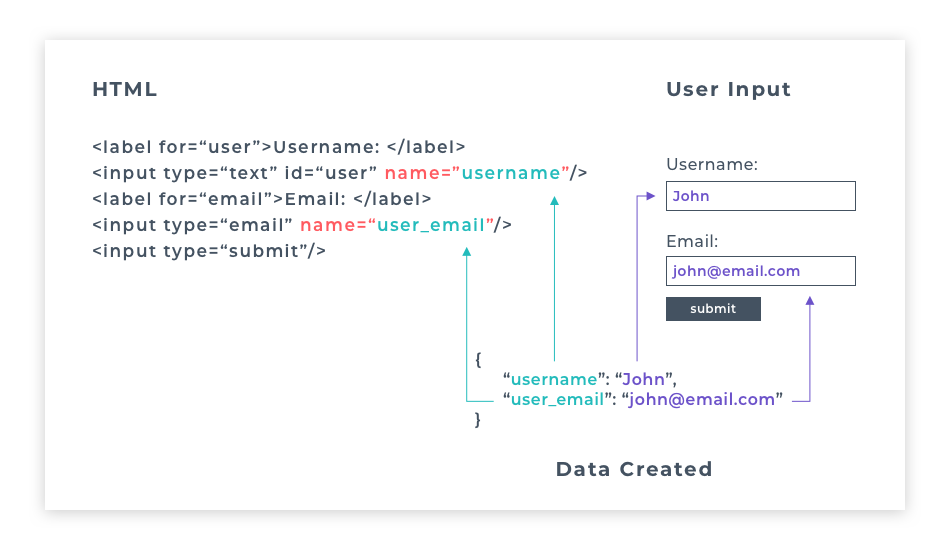 HTML
<label for=“user”>Username: </label>
<input type=“text” id=“user” name=”username”/>
<label for=“email”>Email: </label>
<input type=“email” name=“user_email”/>
<input type=“submit”/>
User Input
Username:
John
Email:
john@email.com
submit
{
“username”: “John”,
“user_email”: “john@email.com”
}
Data Created